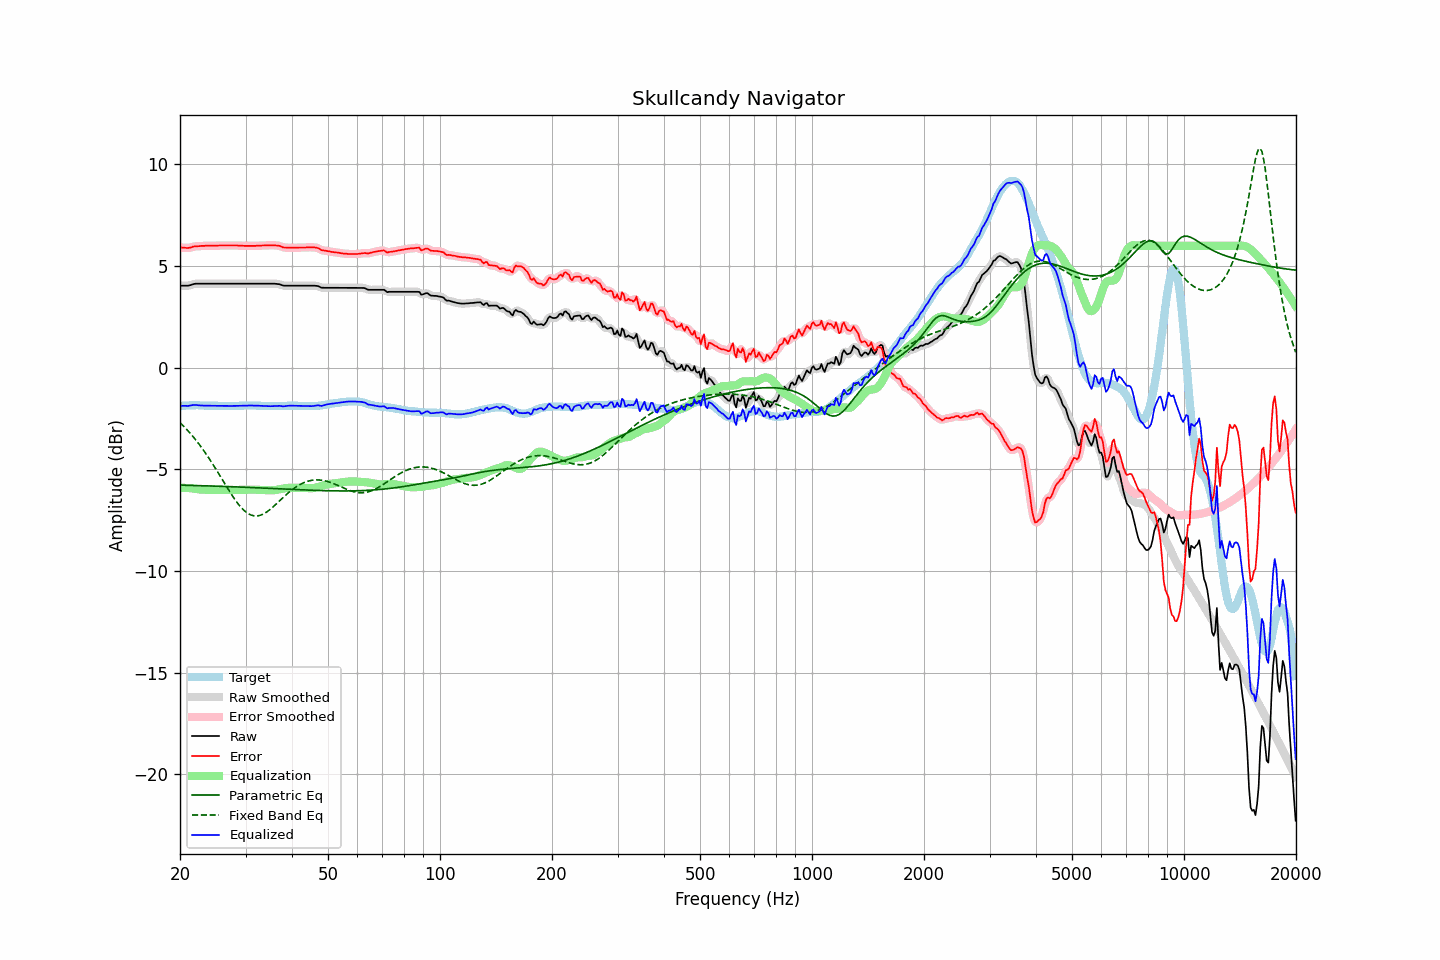 Skullcandy Navigator
10
5
0
−5
−10
−15
−20
Amplitude (dBr)
Target
Raw Smoothed
Error Smoothed
Raw
Error
Equalization
Parametric Eq
Fixed Band Eq
Equalized
20 50 100 200 500 1000 2000 5000 10000 20000
Frequency (Hz)